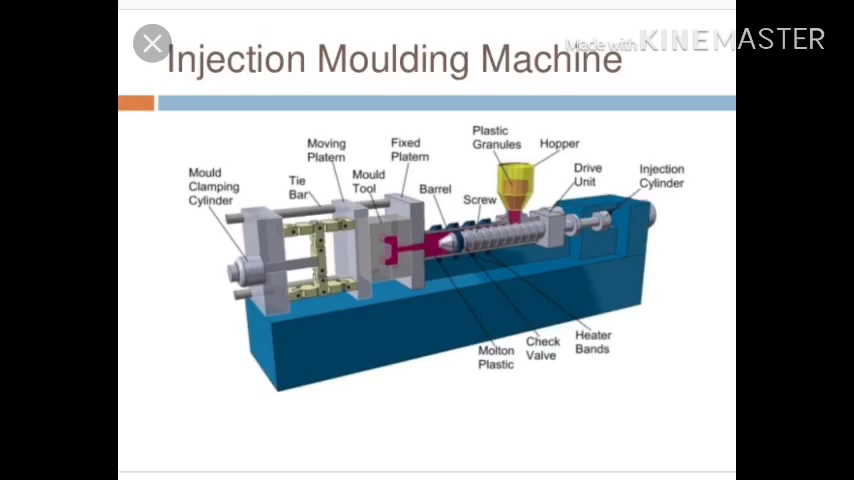 Made with KINEMASTER
Injection Moulding Machine
Plastic
Granules
Hopper
Moving
Platern
Fixed
Platern
Mould
Clamping
Cylinder
Tie
Bar
Mould
Tool
Barrel
Screw
Drive
Unit
Injection
Cylinder
Molton
Plastic
Check
Valve
Heater
Bands